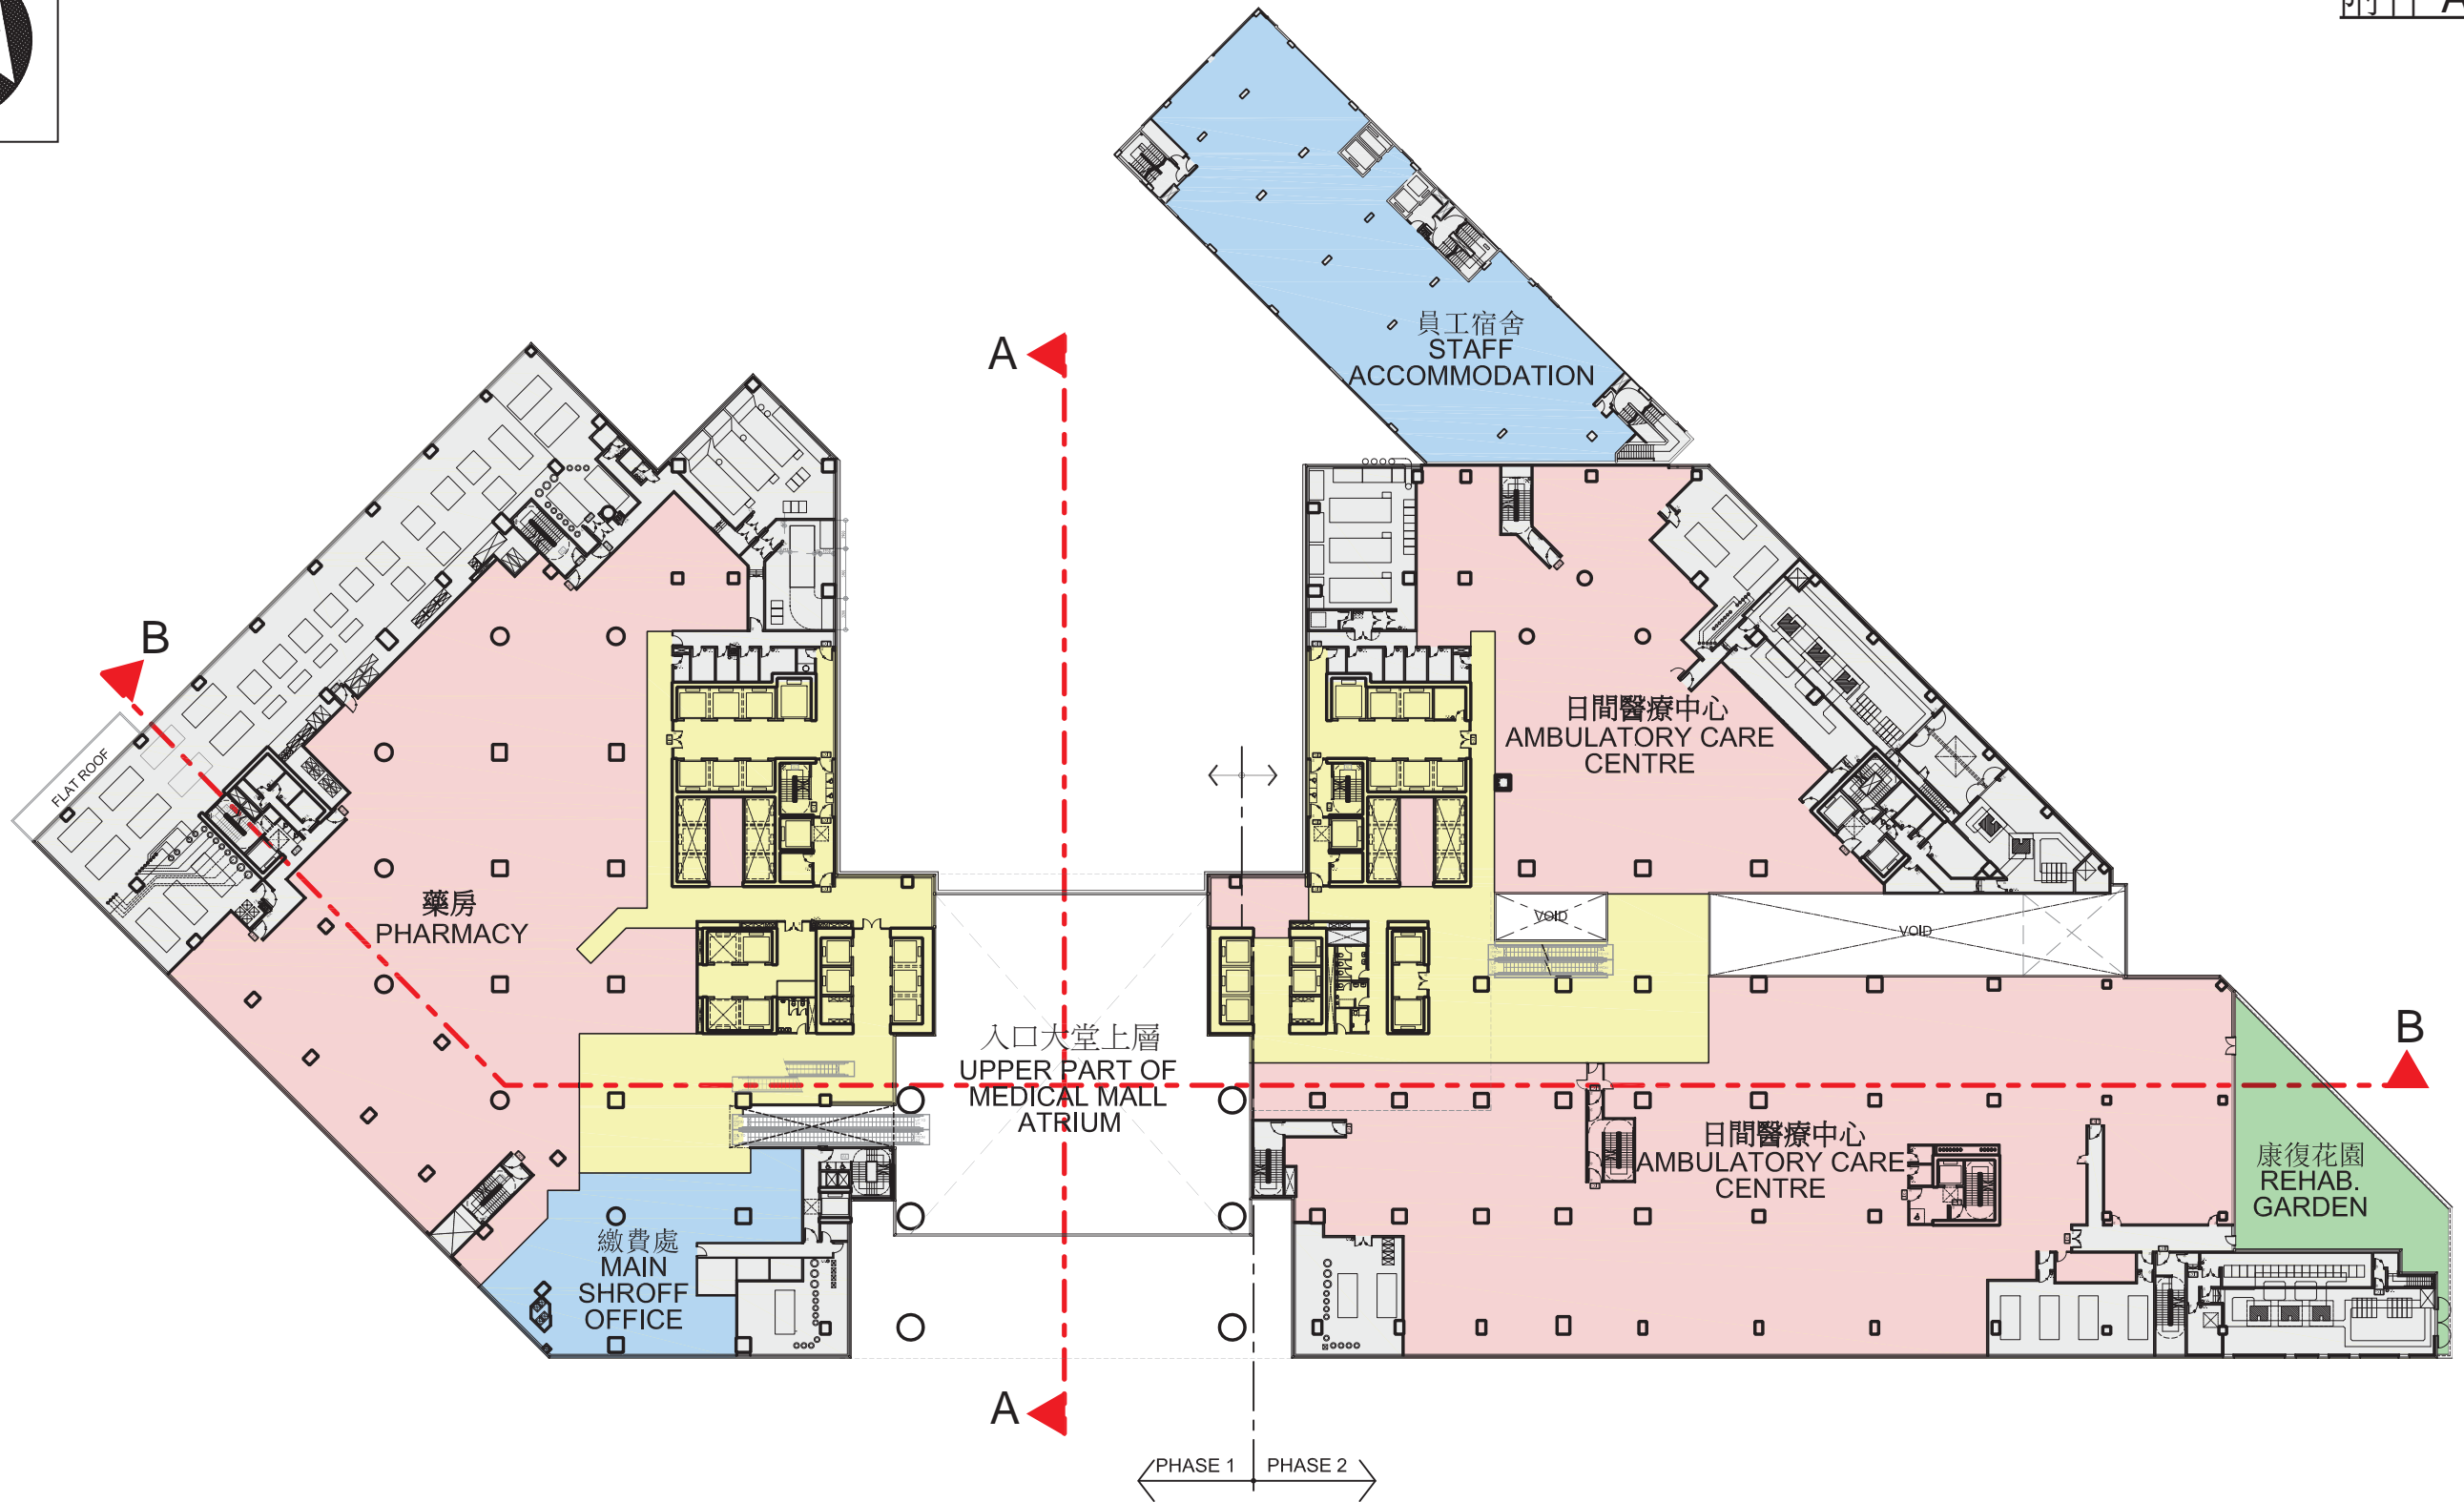 附件 A
員工宿舍
STAFF
ACCOMMODATION
A
B
FLAT ROOF
日間醫療中心
AMBULATORY CARE
CENTRE
藥房
PHARMACY
VOID
VOID
入口大堂上層
UPPER PART OF
MEDICAL MALL
ATRIUM
B
日間醫療中心
AMBULATORY CARE
CENTRE
康復花園
REHAB.
GARDEN
繳費處
MAIN
SHROFF
OFFICE
A
PHASE 1
PHASE 2